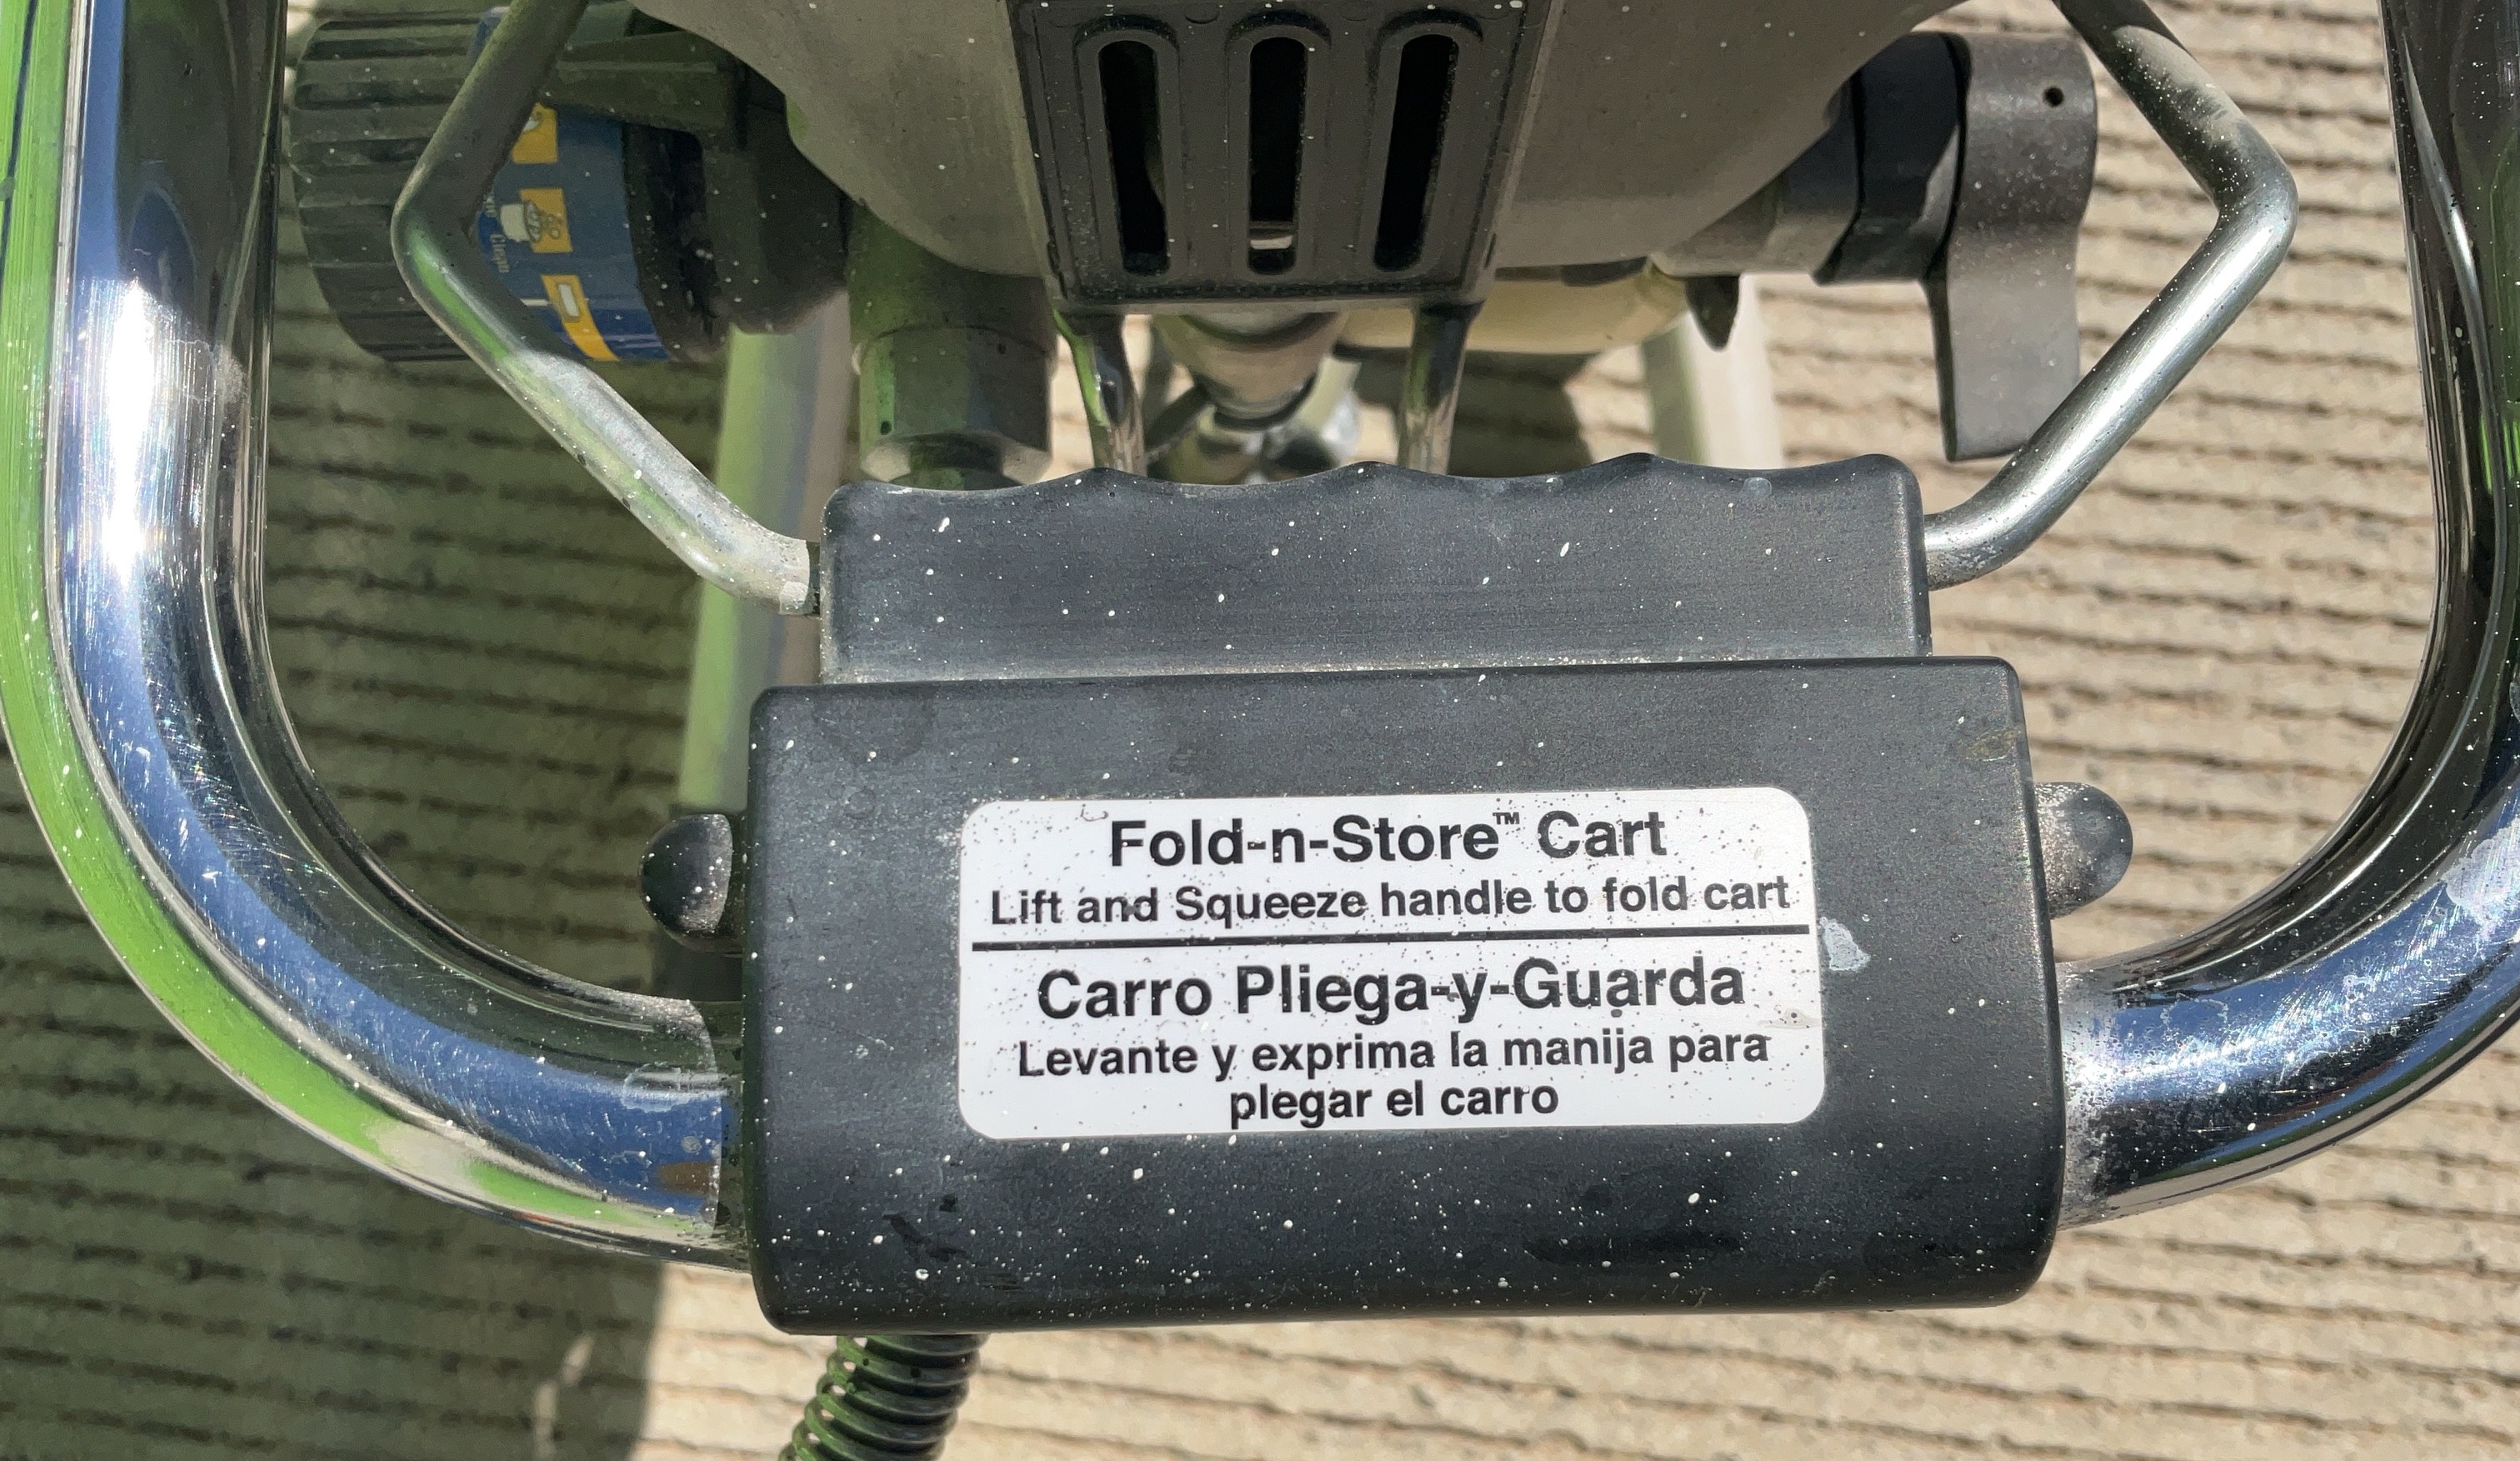 Fold-n-Store™ Cart
Lift and Squeeze handle to fold cart
Carro Pliega-y-Guarda
Levante y exprima la manija para
plegar el carro